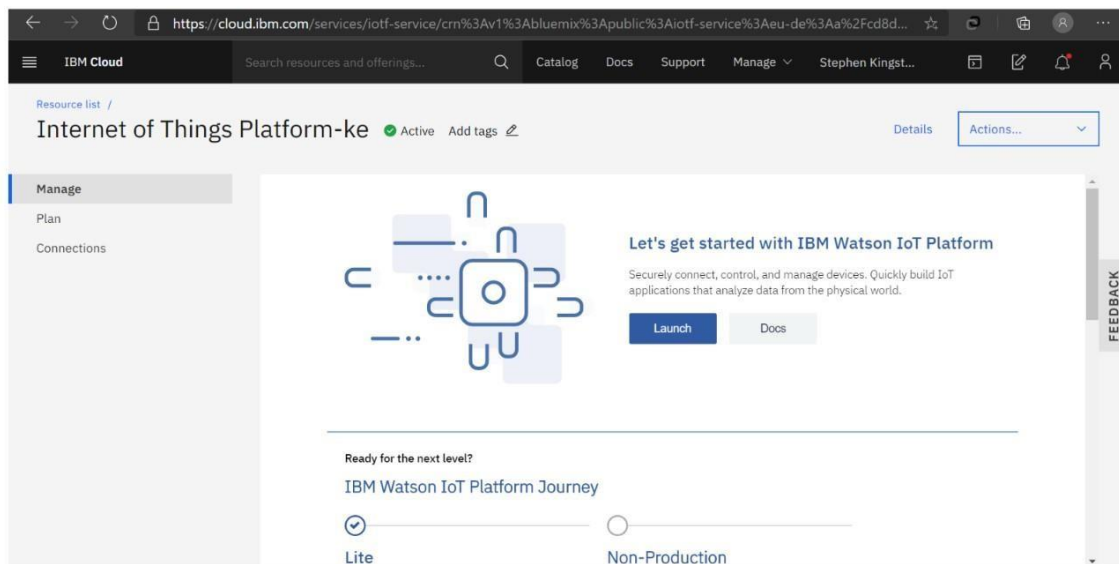 https://cloud.ibm.com/services/iotf-service/crn%3Av1%3Abluemix%3Apublic%3Aiotf-service%3Aeu-de%3Aa%2Fcd8d...
IBM Cloud Search resources and offerings... Catalog Docs Support Manage Stephen Kingst...
Resource list /
Internet of Things Platform-ke Active Add tags Details Actions...
Manage
Plan
Connections
Let's get started with IBM Watson IoT Platform
Securely connect, control, and manage devices. Quickly build IoT
applications that analyze data from the physical world.
Launch Docs
FEEDBACK
Ready for the next level?
IBM Watson IoT Platform Journey
Lite Non-Production